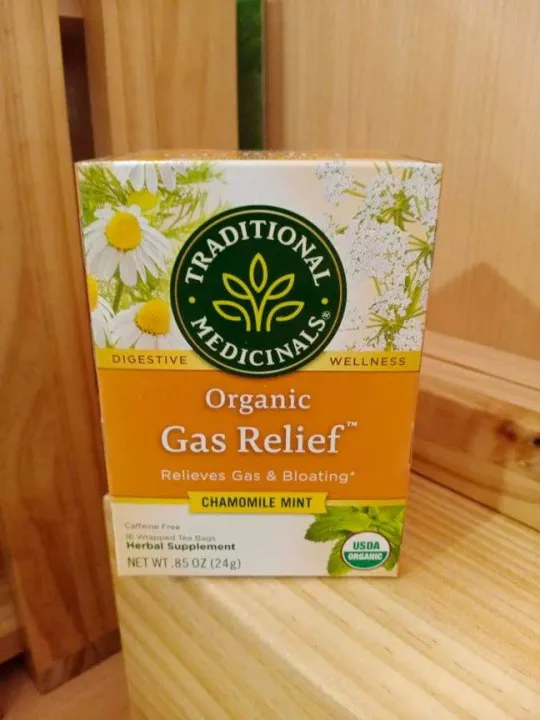 TRADITIONAL
MEDICINALS®
DIGESTIVE WELLNESS
Organic
Gas Relief™
Relieves Gas & Bloating*
CHAMOMILE MINT
Caffeine Free
16 Wrapped Tea Bags
Herbal Supplement
NET WT .85 OZ (24g)
USDA
ORGANIC